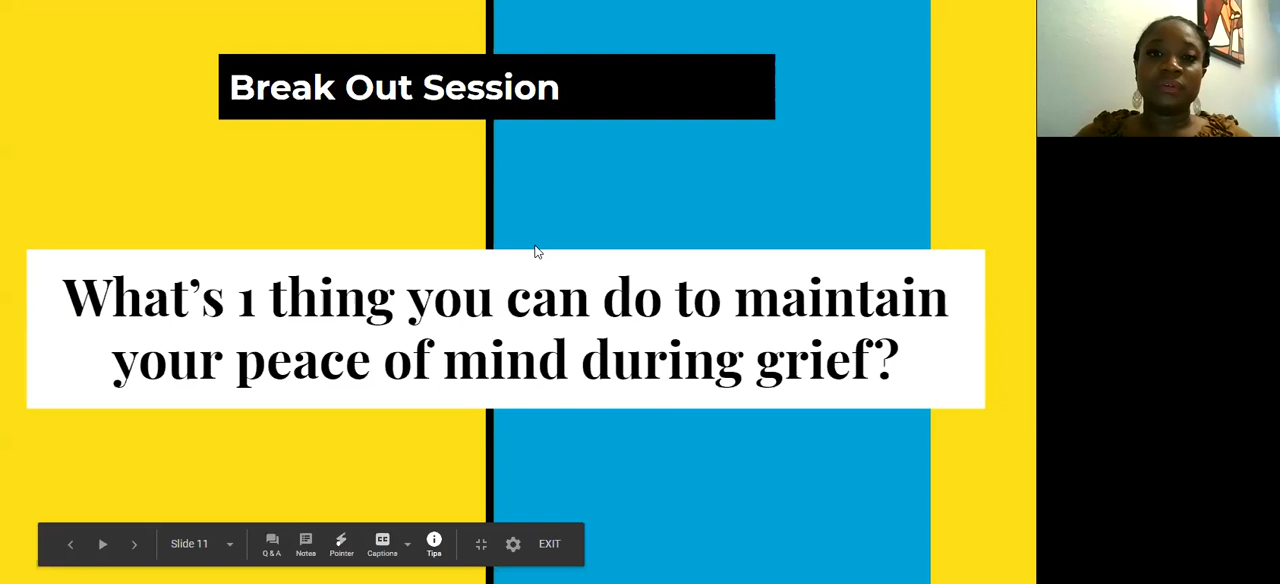 Break Out Session
What's 1 thing you can do to maintain
your peace of mind during grief?
Slide 11
Q & A
Notes
Pointer
CC
Captions
Tips
EXIT